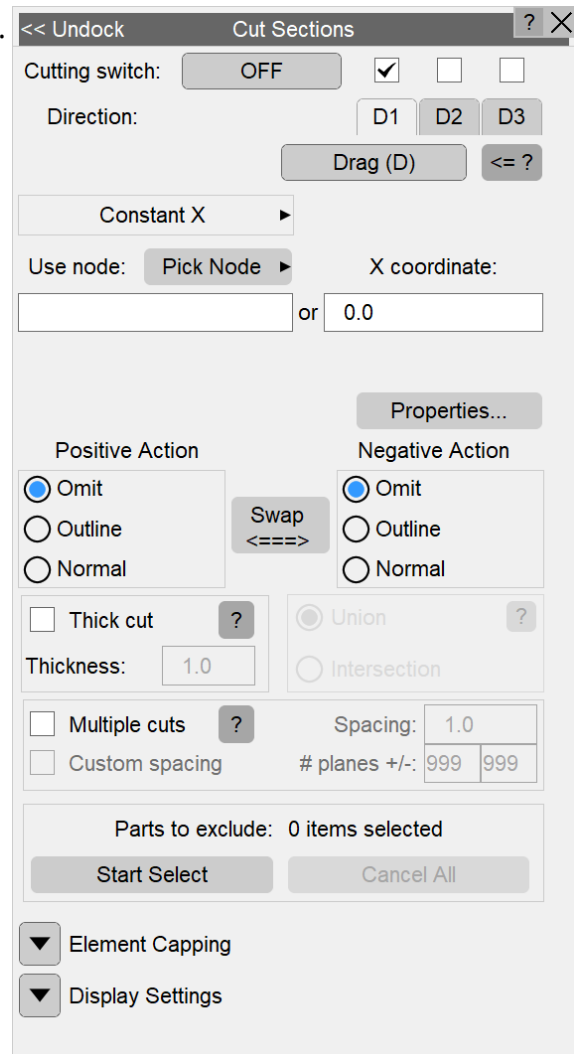 << Undock Cut Sections ?
Cutting switch: OFF
Direction: D1 D2 D3
Drag (D) <= ?
Constant X
Use node: Pick Node X coordinate:
or 0.0
Properties...
Positive Action Negative Action
Omit Omit
Outline Swap Outline
<===>
Normal Normal
Thick cut ? Union ?
Thickness: 1.0 Intersection
Multiple cuts ? Spacing: 1.0
Custom spacing # planes +/-: 999 999
Parts to exclude: 0 items selected
Start Select Cancel All
Element Capping
Display Settings